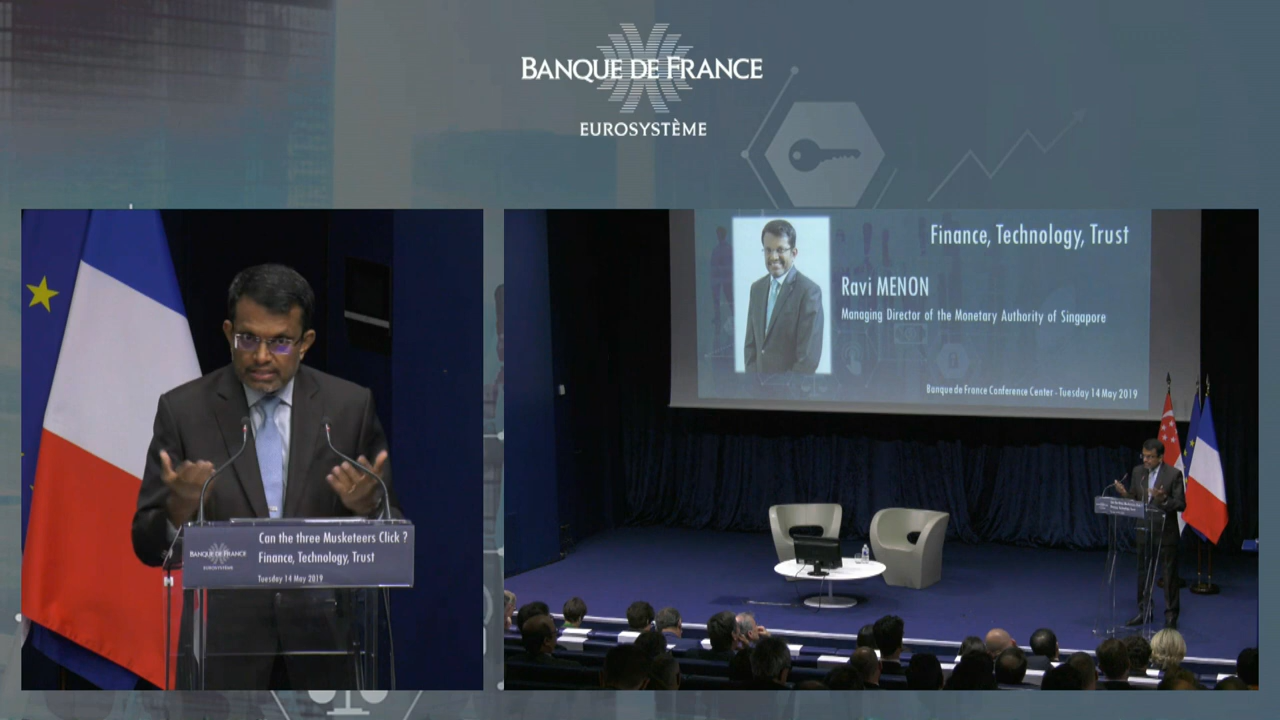 BANQUE DE FRANCE
EUROSYSTÈME
Finance, Technology, Trust
Ravi MENON
Managing Director of the Monetary Authority of Singapore
Banque de France Conference Center - Tuesday 14 May 2019
Can the three Musketeers Click ?
BANQUE DE FRANCE
EUROSYSTÈME
Finance, Technology, Trust
Tuesday 14 May 2019